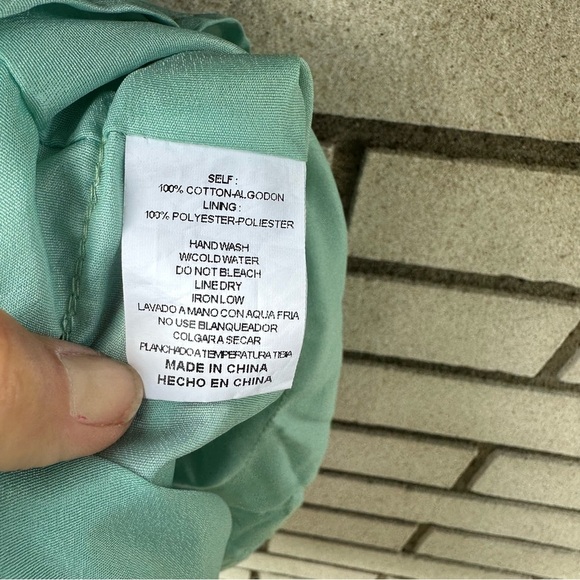 SELF :
100% COTTON-ALGODON
LINING :
100% POLYESTER-POLIESTER
HAND WASH
W/COLD WATER
DO NOT BLEACH
LINE DRY
IRON LOW
LAVADO A MANO CON AQUA FRIA
NO USE BLANQUEADOR
COLGAR A SECAR
PLANCHADO A TEMPERATURA TIBIA
MADE IN CHINA
HECHO EN CHINA